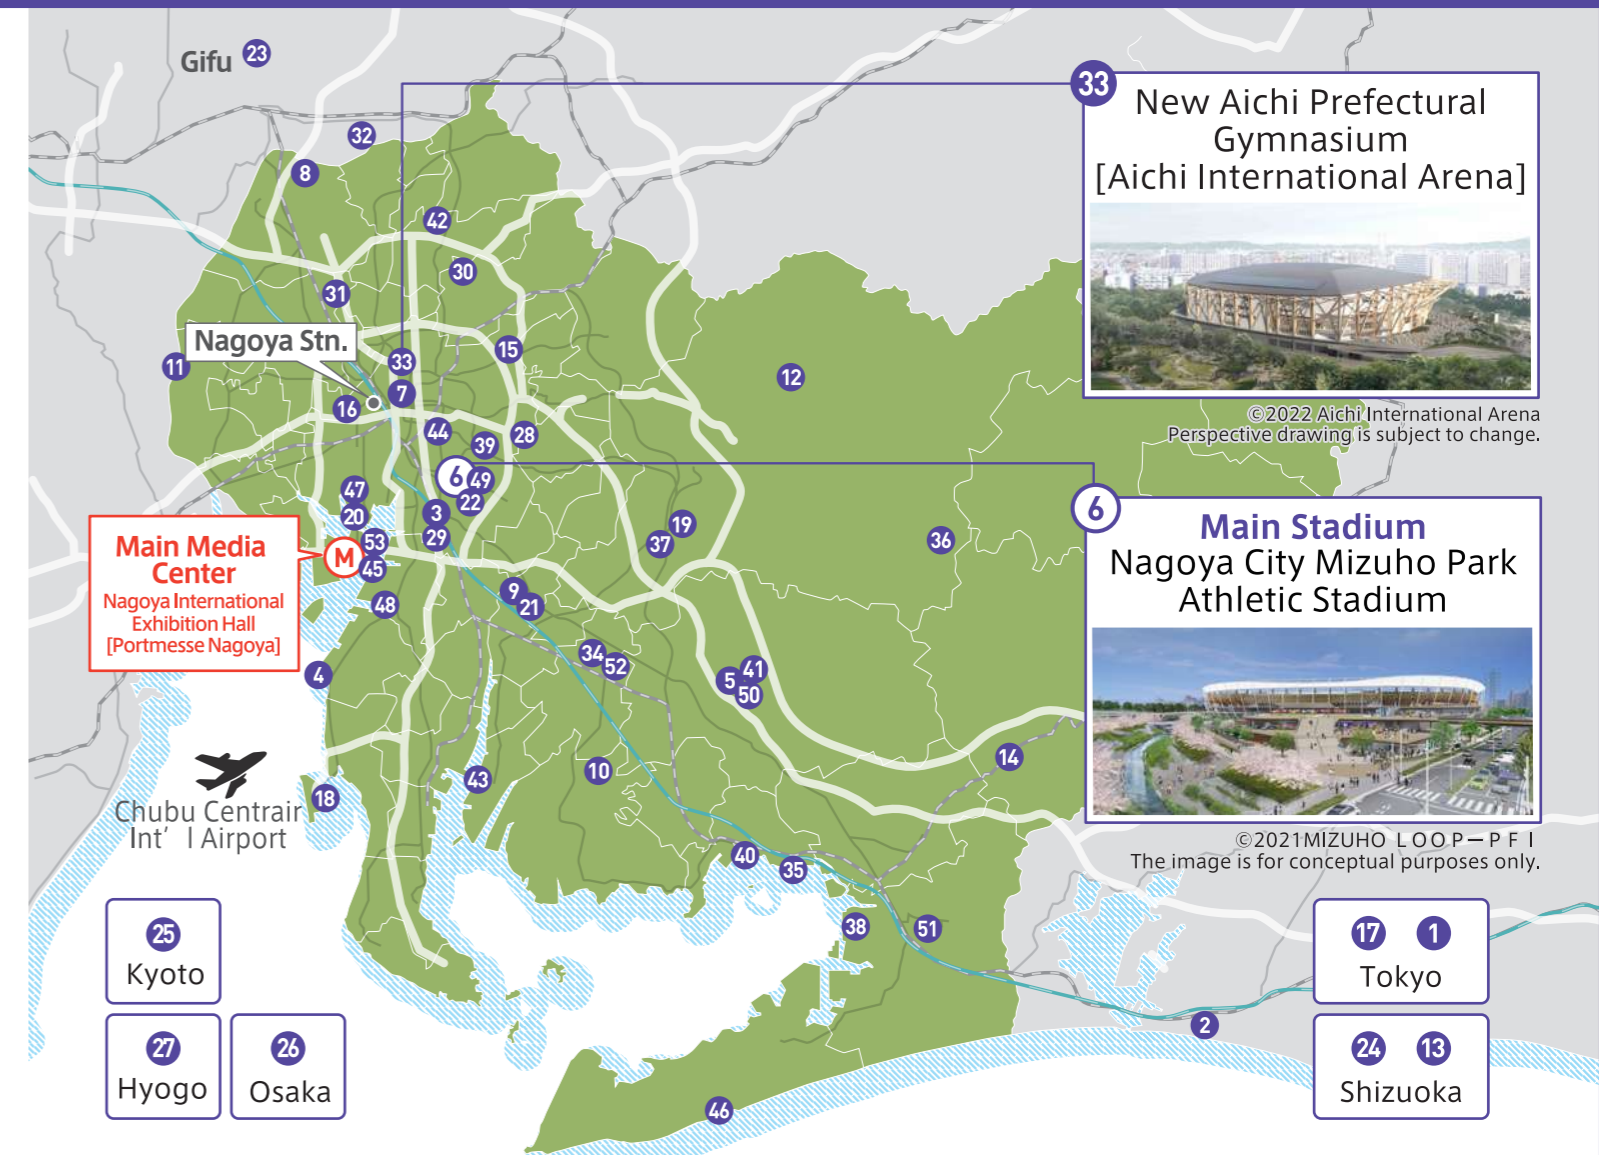 Gifu 23
32
8
42
30
31
Nagoya Stn.
11
33
15
7
16
12
44
39
28
6
49
47
22
20
3
19
53
29
37
36
M
45
Main Media
Center
Nagoya International
Exhibition Hall
[Portmesse Nagoya]
48
9
21
34
52
4
5
41
50
14
10
43
18
Chubu Centrair
Int’ l Airport
40
35
38
51
2
46
33
New Aichi Prefectural
Gymnasium
[Aichi International Arena]
©2022 Aichi International Arena
Perspective drawing is subject to change.
6
Main Stadium
Nagoya City Mizuho Park
Athletic Stadium
©2021MIZUHO LOOP−PFI
The image is for conceptual purposes only.
25
Kyoto
27
Hyogo
26
Osaka
17 1
Tokyo
24 13
Shizuoka